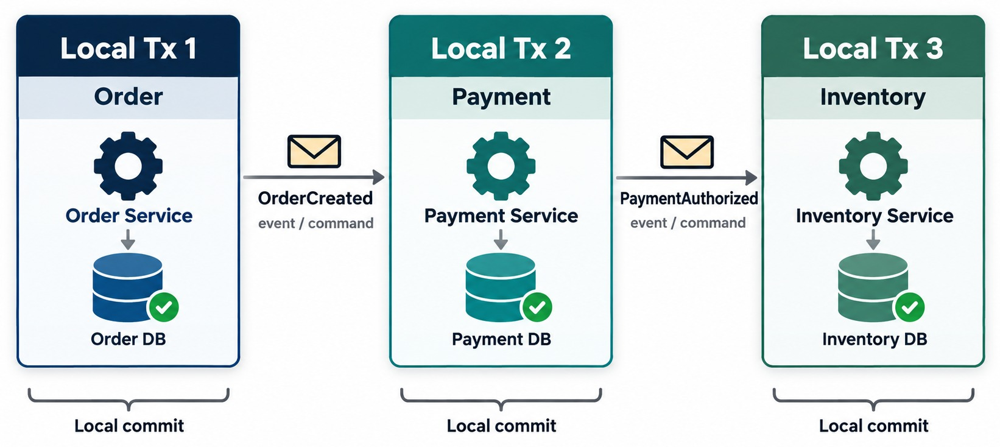 Local Tx 1
Order
Order Service
Order DB
Local commit
OrderCreated
event / command
Local Tx 2
Payment
Payment Service
Payment DB
Local commit
PaymentAuthorized
event / command
Local Tx 3
Inventory
Inventory Service
Inventory DB
Local commit